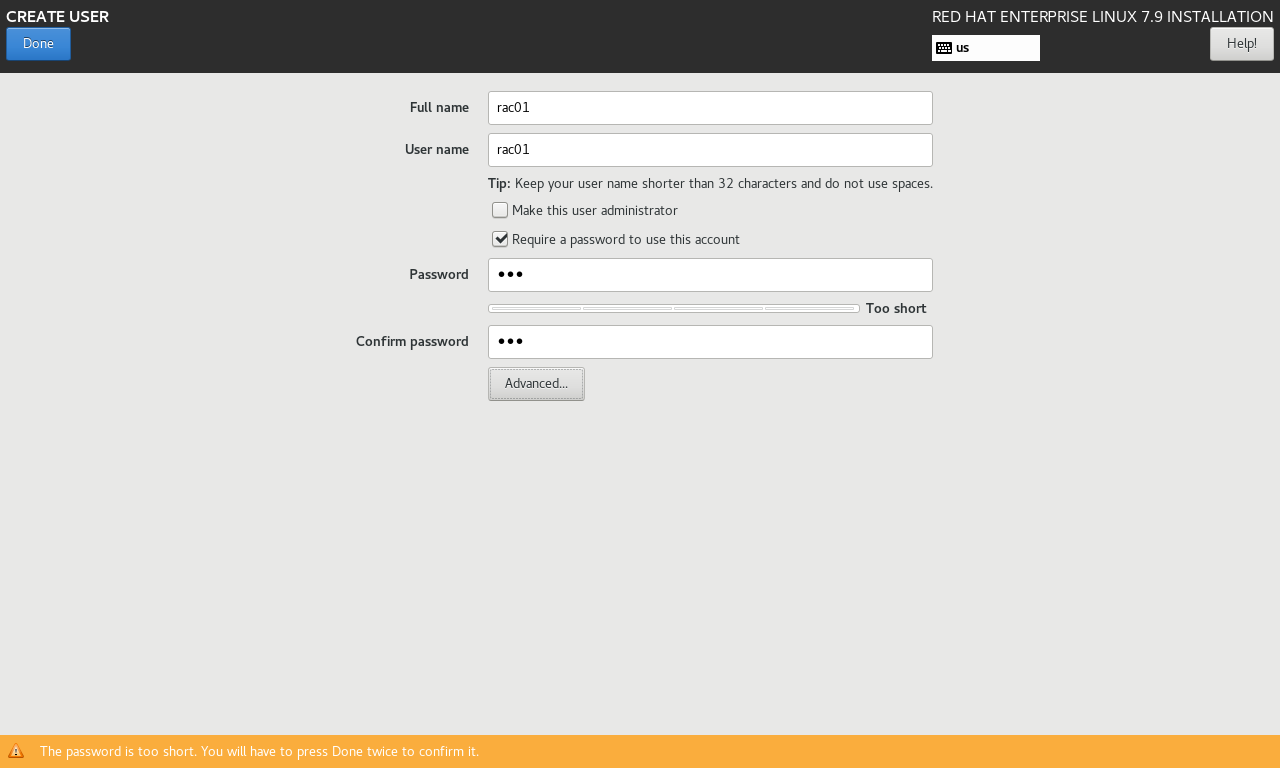 CREATE USER
RED HAT ENTERPRISE LINUX 7.9 INSTALLATION
Done
us
Help!
Full name
rac01
User name
rac01
Tip: Keep your user name shorter than 32 characters and do not use spaces.
Make this user administrator
Require a password to use this account
Password
●●●
Too short
Confirm password
●●●
Advanced...
The password is too short. You will have to press Done twice to confirm it.